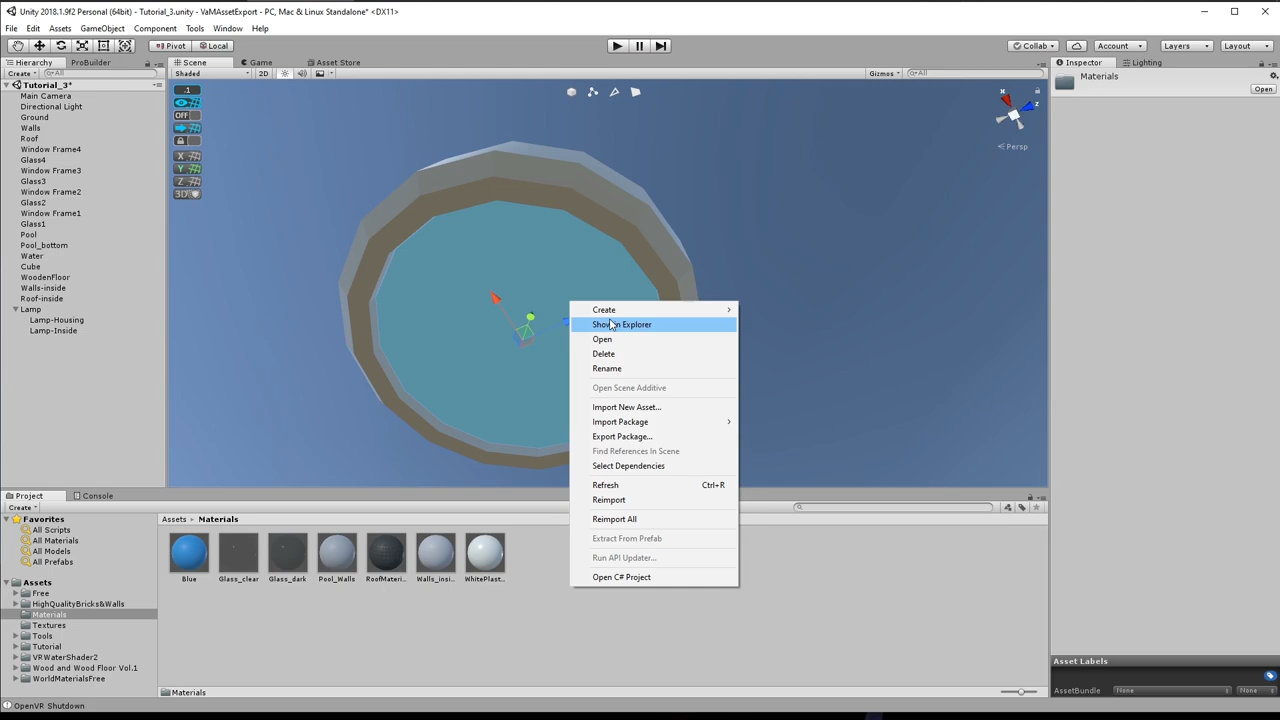 Unity 2018.1.9f2 Personal (64bit) - Tutorial_3.unity - VaMAssetExport - PC, Mac & Linux Standalone* <DX11>
File Edit Assets GameObject Component Tools Window Help
Pivot Local Collab Account Layers Layout
Hierarchy ProBuilder
Create All
Tutorial_3*
Main Camera
Directional Light
Ground
Walls
Roof
Window Frame4
Glass4
Window Frame3
Glass3
Window Frame2
Glass2
Window Frame1
Glass1
Pool
Pool_bottom
Water
Cube
WoodenFloor
Walls-inside
Roof-inside
Lamp
Lamp-Housing
Lamp-Inside
Scene Game Asset Store
Shaded 2D Gizmos All
.1
OFF
X
Y
Z
3D
x
z
Persp
Create
Show in Explorer
Open
Delete
Rename
Open Scene Additive
Import New Asset...
Import Package
Export Package...
Find References In Scene
Select Dependencies
Refresh Ctrl+R
Reimport
Reimport All
Extract From Prefab
Run API Updater...
Open C# Project
Inspector Lighting
Materials
Open
Project Console
Create
Favorites
All Scripts
All Materials
All Models
All Prefabs
Assets
Free
HighQualityBricks&Walls
Materials
Textures
Tools
Tutorial
VRWaterShader2
Wood and Wood Floor Vol.1
WorldMaterialsFree
Assets Materials
Blue Glass_clear Glass_dark Pool_Walls RoofMateri... Walls_insi... WhitePlast...
Materials
Asset Labels
AssetBundle None None
OpenVR Shutdown